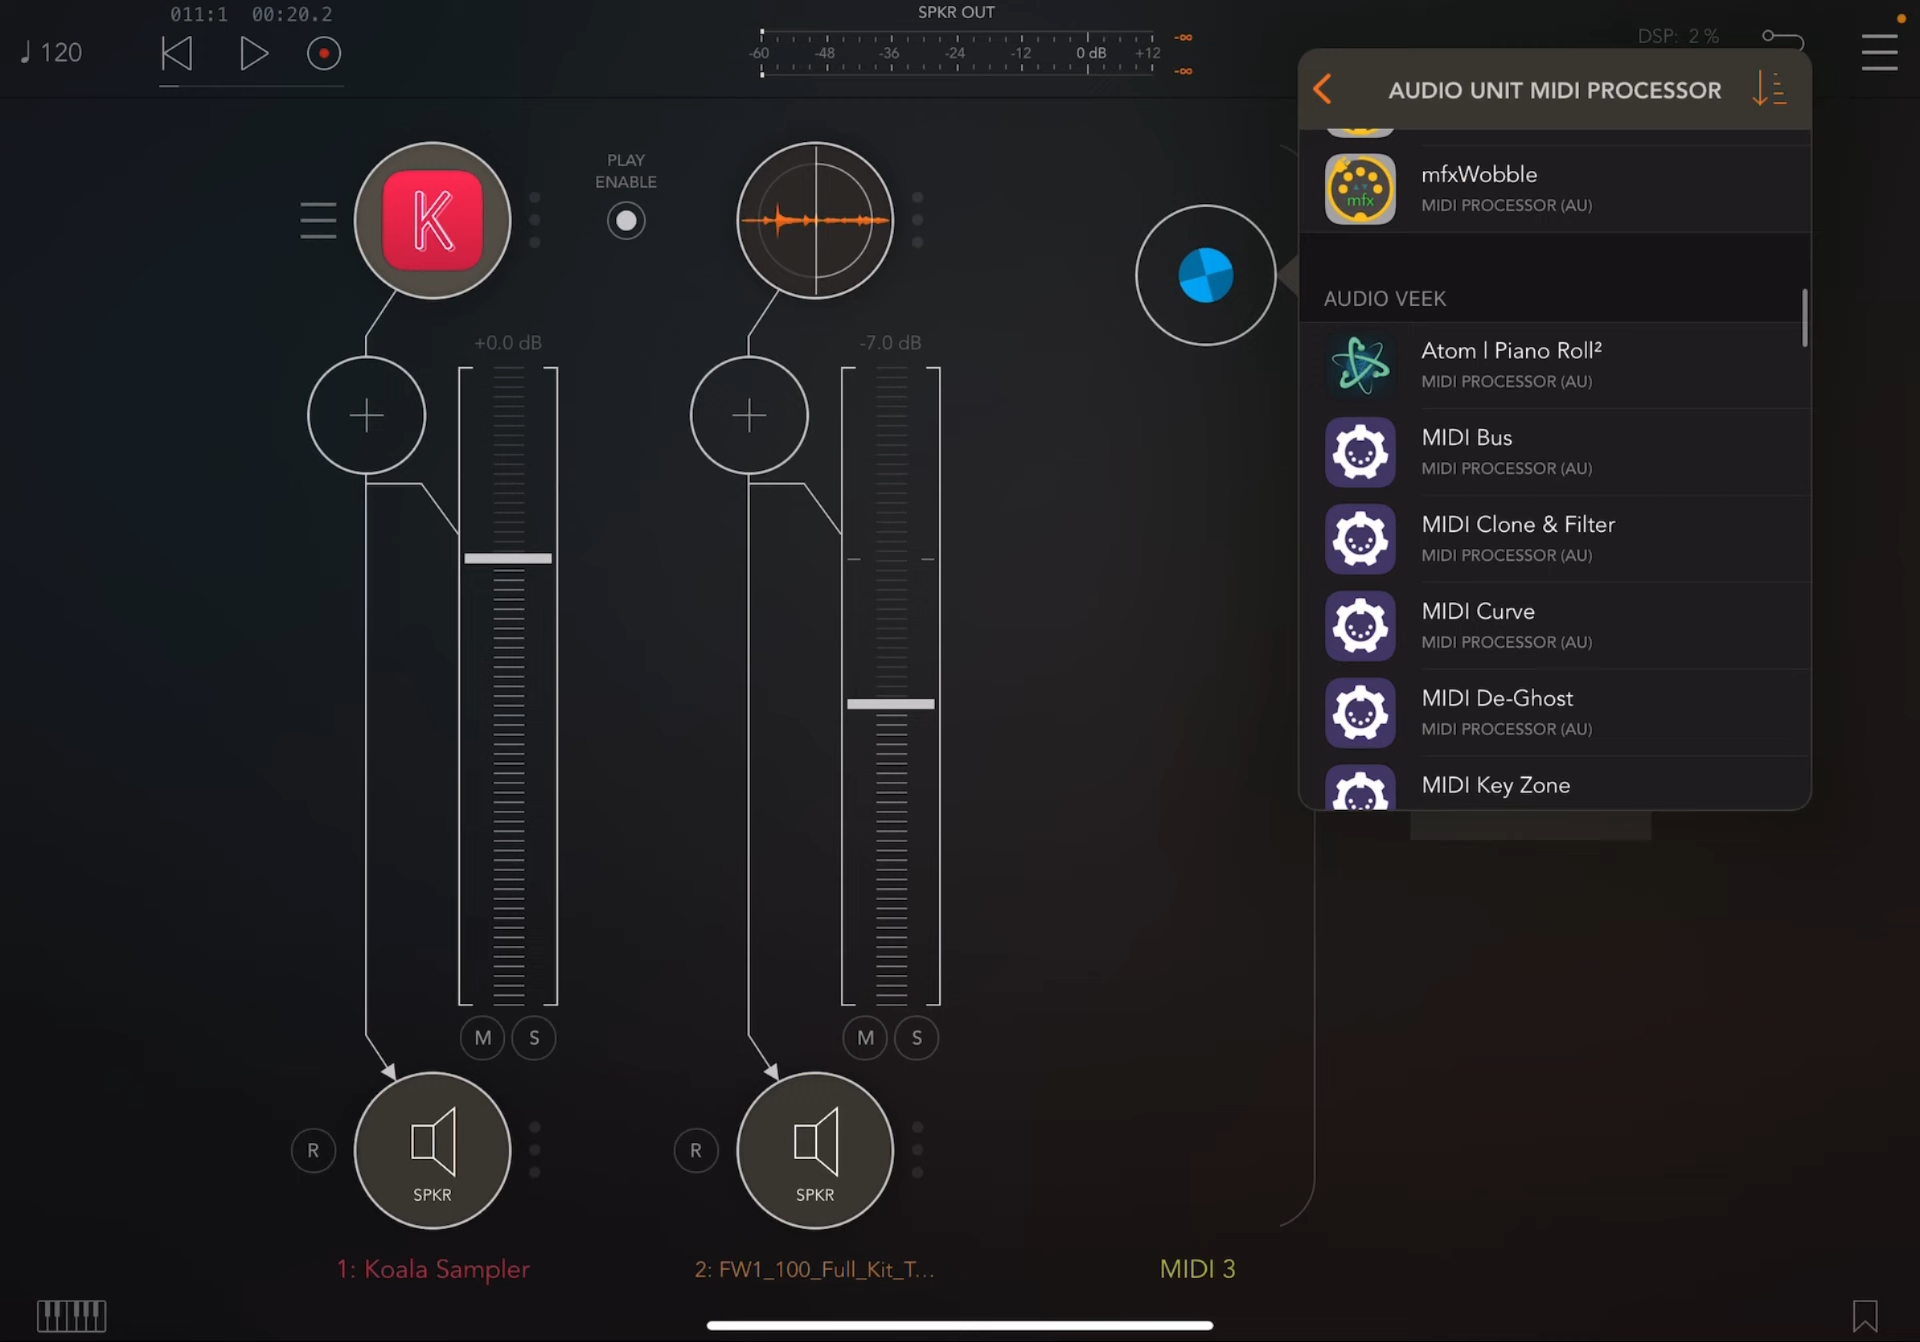 011:1 00:20.2
120
SPKR OUT
-60 -48 -36 -24 -12 0 dB +12
-∞
-∞
DSP: 2 %
AUDIO UNIT MIDI PROCESSOR
mfx
mfxWobble
MIDI PROCESSOR (AU)
AUDIO VEEK
Atom | Piano Roll²
MIDI PROCESSOR (AU)
MIDI Bus
MIDI PROCESSOR (AU)
MIDI Clone & Filter
MIDI PROCESSOR (AU)
MIDI Curve
MIDI PROCESSOR (AU)
MIDI De-Ghost
MIDI PROCESSOR (AU)
MIDI Key Zone
K
PLAY
ENABLE
+0.0 dB
-7.0 dB
M S
M S
R
SPKR
R
SPKR
1: Koala Sampler
2: FW1_100_Full_Kit_T...
MIDI 3